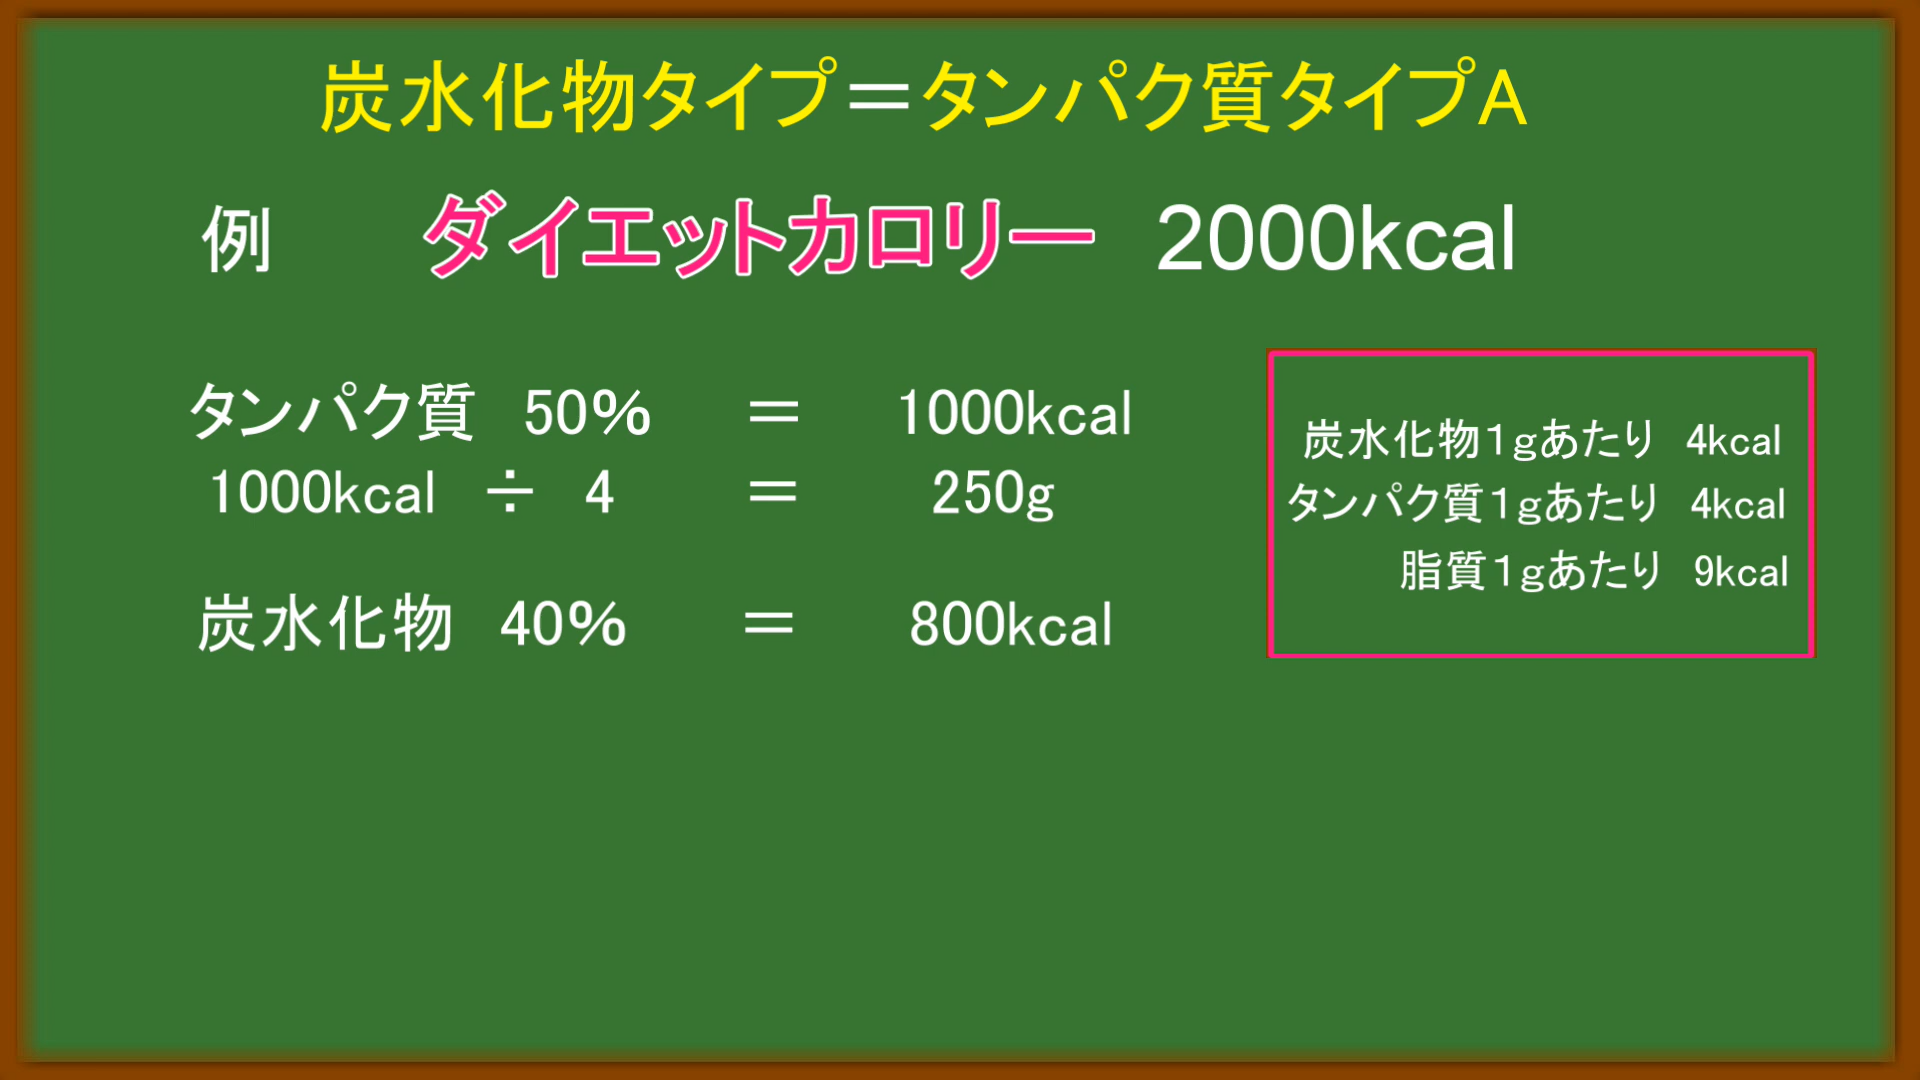 炭水化物タイプ＝タンパク質タイプA
例 ダイエットカロリー 2000kcal
タンパク質 50% ＝ 1000kcal
1000kcal ÷ 4 ＝ 250g
炭水化物 40% ＝ 800kcal
炭水化物１gあたり 4kcal
タンパク質１gあたり 4kcal
脂質１gあたり 9kcal